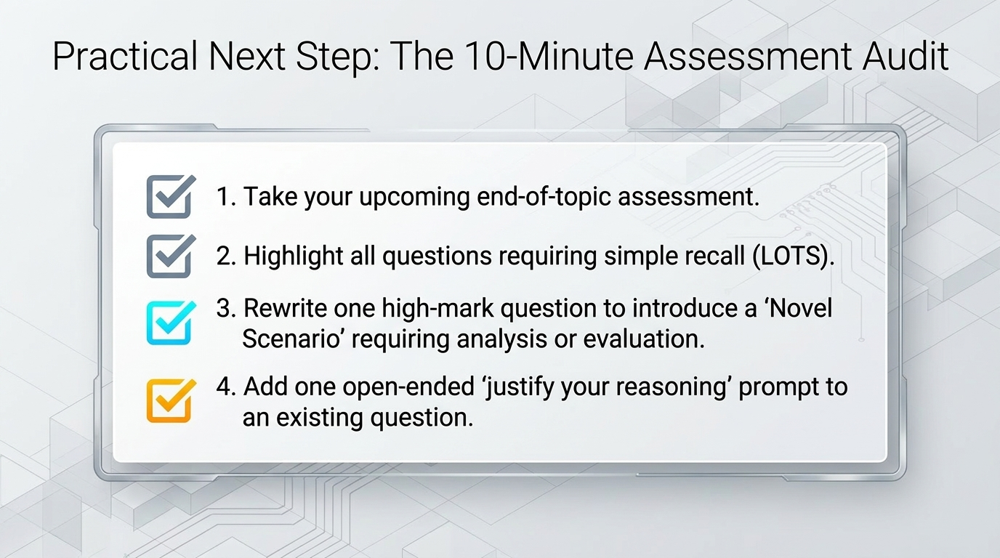 Practical Next Step: The 10-Minute Assessment Audit
1. Take your upcoming end-of-topic assessment.
2. Highlight all questions requiring simple recall (LOTS).
3. Rewrite one high-mark question to introduce a ‘Novel
Scenario’ requiring analysis or evaluation.
4. Add one open-ended ‘justify your reasoning’ prompt to
an existing question.